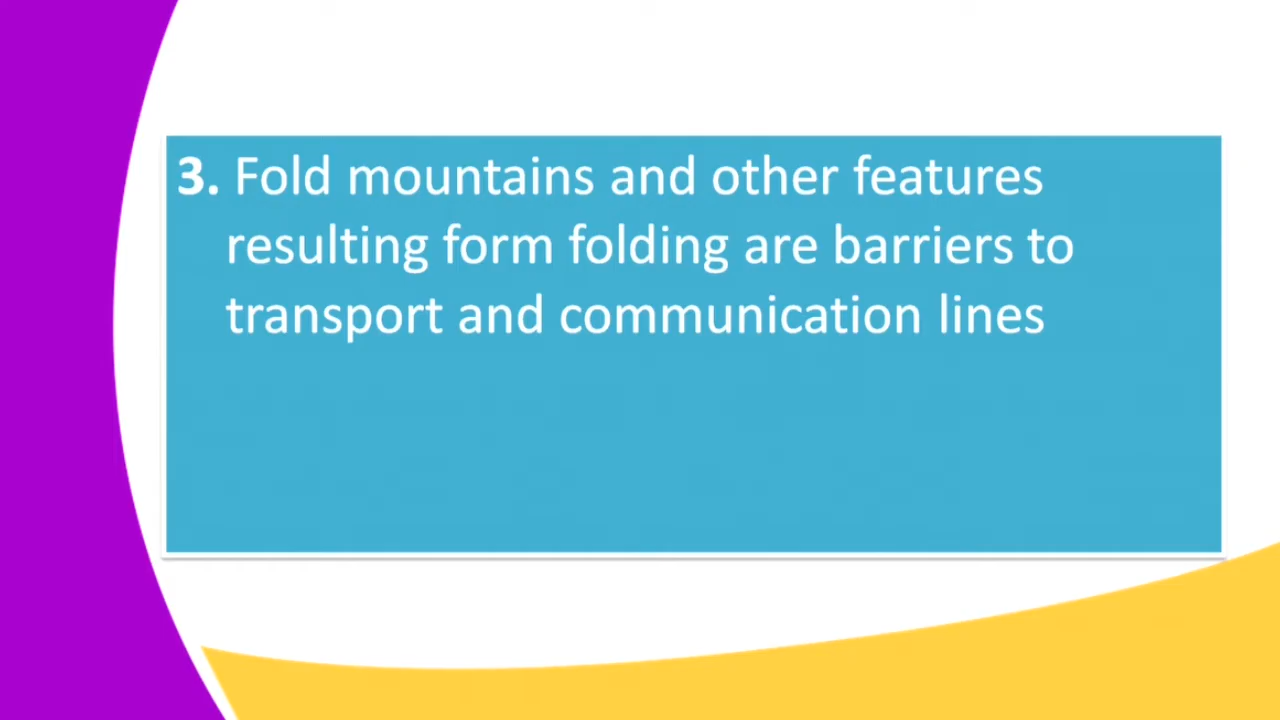 3. Fold mountains and other features
resulting form folding are barriers to
transport and communication lines